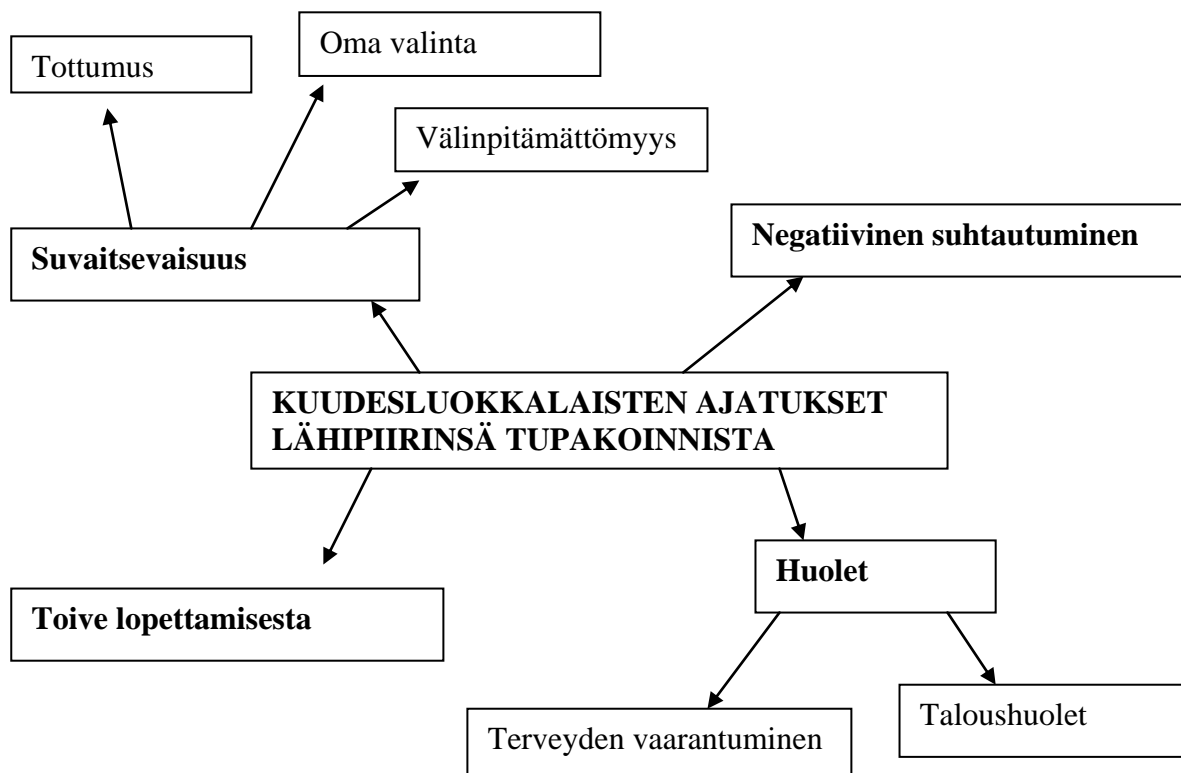 Oma valinta
Tottumus
Välinpitämättömyys
Negatiivinen suhtautuminen
Suvaitsevaisuus
KUUDESLUOKKALAISTEN AJATUKSET
LÄHIPIIRINSÄ TUPAKOINNISTA
Huolet
Toive lopettamisesta
Taloushuolet
Terveyden vaarantuminen